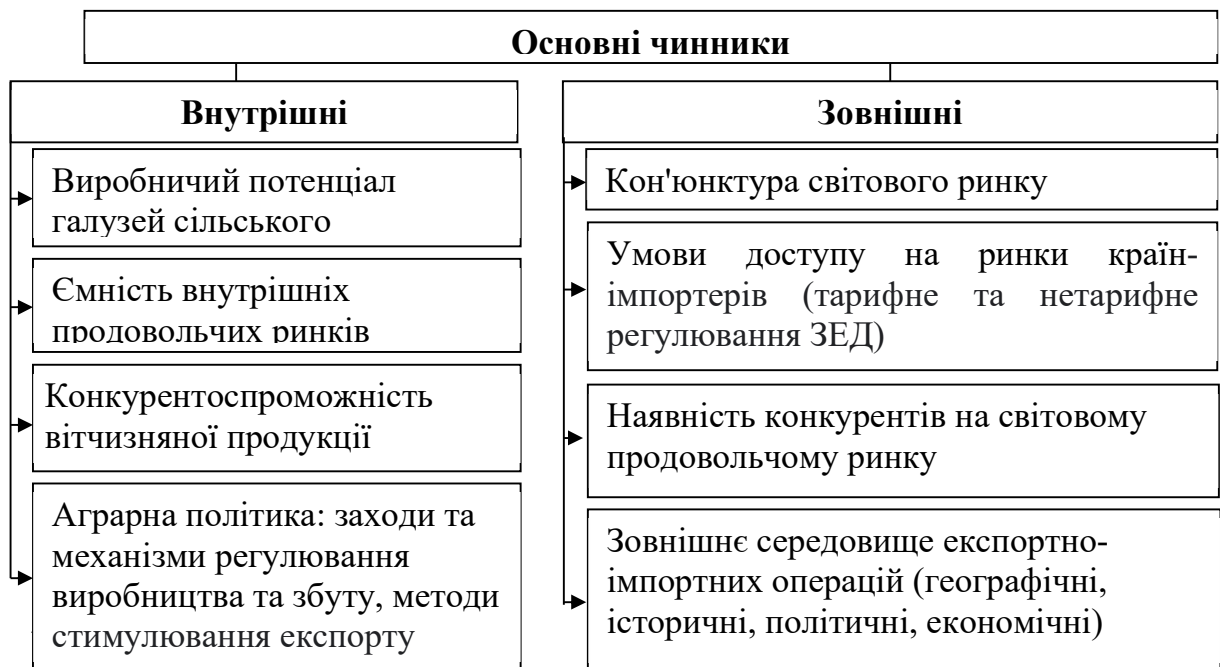 Основні чинники
Внутрішні
Виробничий потенціал
галузей сільського
Ємність внутрішніх
продовольчих ринків
Конкурентоспроможність
вітчизняної продукції
Аграрна політика: заходи та
механізми регулювання
виробництва та збуту, методи
стимулювання експорту
Зовнішні
Кон'юнктура світового ринку
Умови доступу на ринки країн-
імпортерів (тарифне та нетарифне
регулювання ЗЕД)
Наявність конкурентів на світовому
продовольчому ринку
Зовнішнє середовище експортно-
імпортних операцій (географічні,
історичні, політичні, економічні)